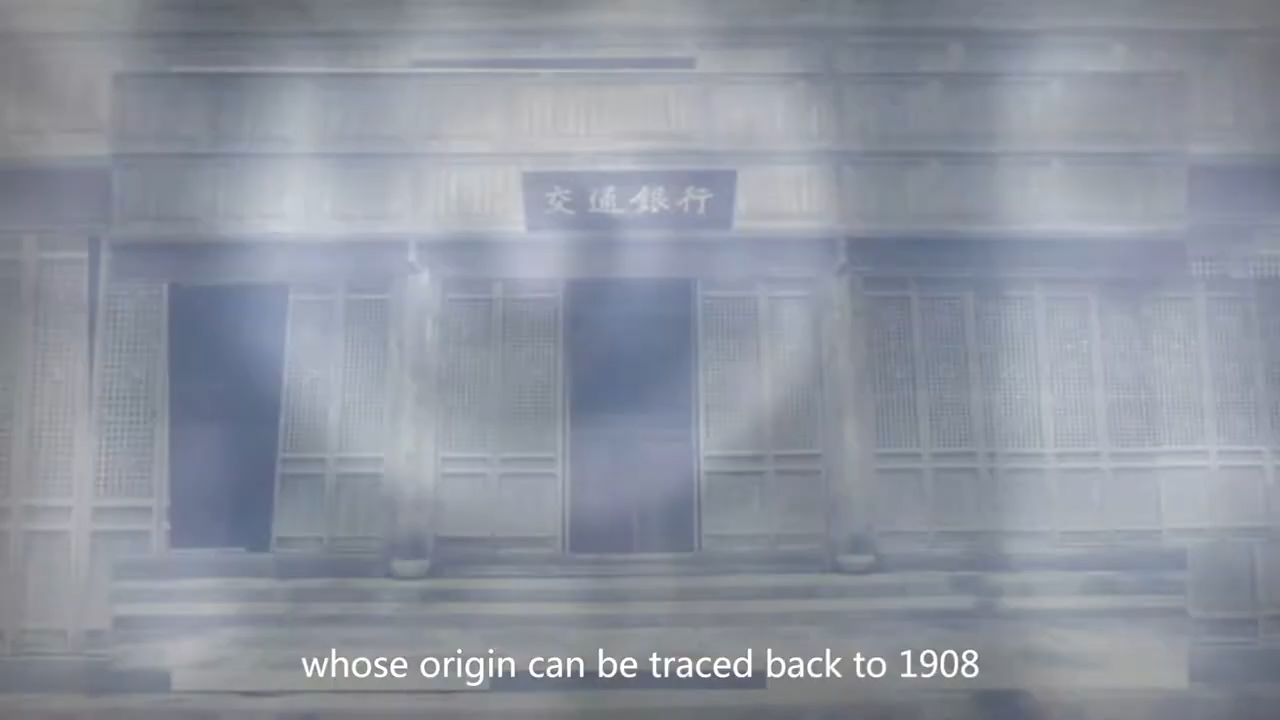 交通銀行
whose origin can be traced back to 1908